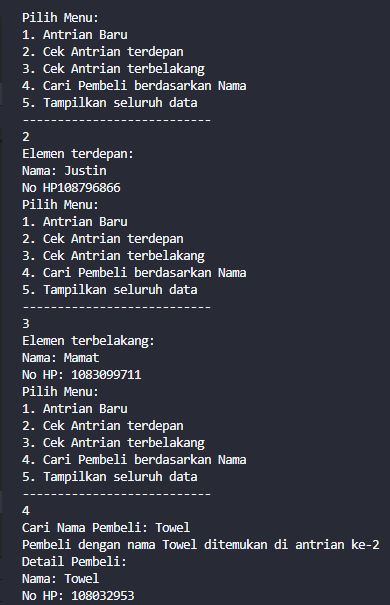 Pilih Menu:
1. Antrian Baru
2. Cek Antrian terdepan
3. Cek Antrian terbelakang
4. Cari Pembeli berdasarkan Nama
5. Tampilkan seluruh data
---------------------------
2
Elemen terdepan:
Nama: Justin
No HP108796866
Pilih Menu:
1. Antrian Baru
2. Cek Antrian terdepan
3. Cek Antrian terbelakang
4. Cari Pembeli berdasarkan Nama
5. Tampilkan seluruh data
---------------------------
3
Elemen terbelakang:
Nama: Mamat
No HP: 1083099711
Pilih Menu:
1. Antrian Baru
2. Cek Antrian terdepan
3. Cek Antrian terbelakang
4. Cari Pembeli berdasarkan Nama
5. Tampilkan seluruh data
---------------------------
4
Cari Nama Pembeli: Towel
Pembeli dengan nama Towel ditemukan di antrian ke-2
Detail Pembeli:
Nama: Towel
No HP: 108032953